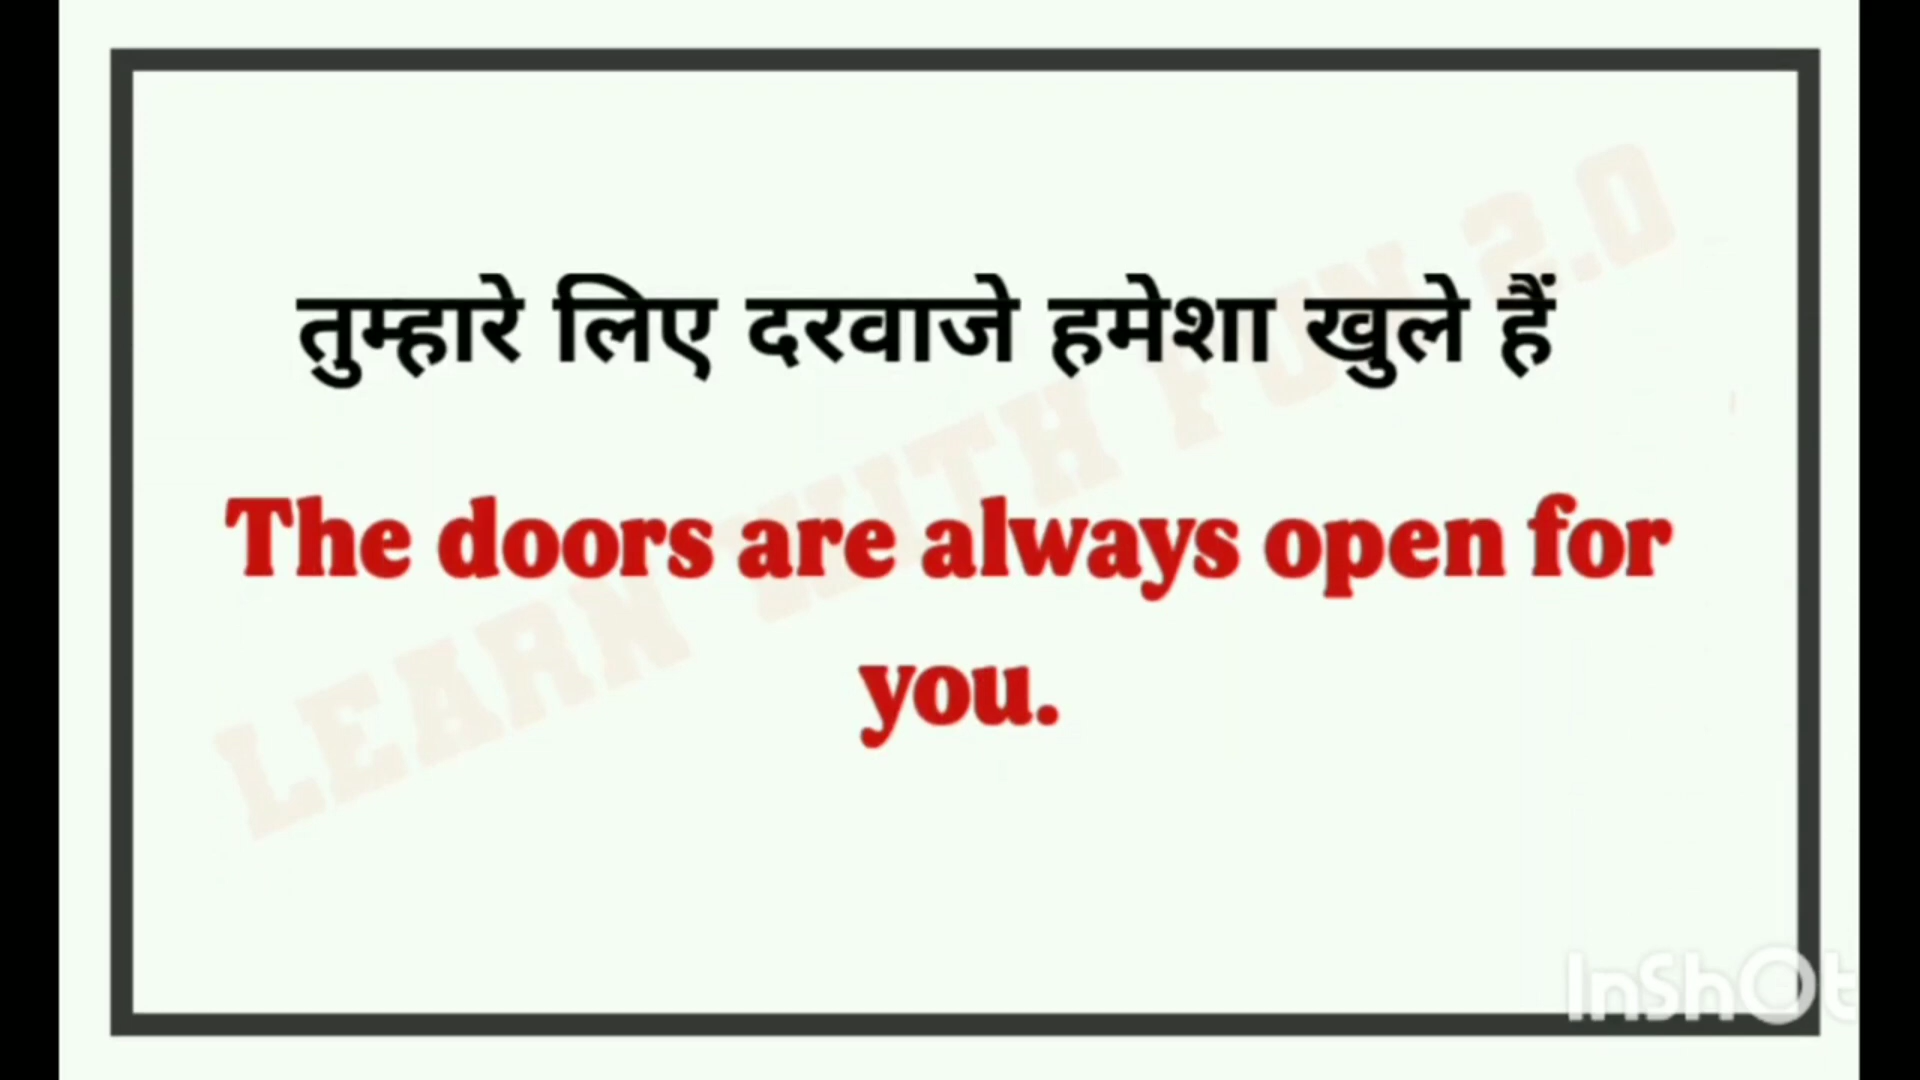 तुम्हारे लिए दरवाजे हमेशा खुले हैं
The doors are always open for
you.
LEARN WITH FUN 2.0
InShOt